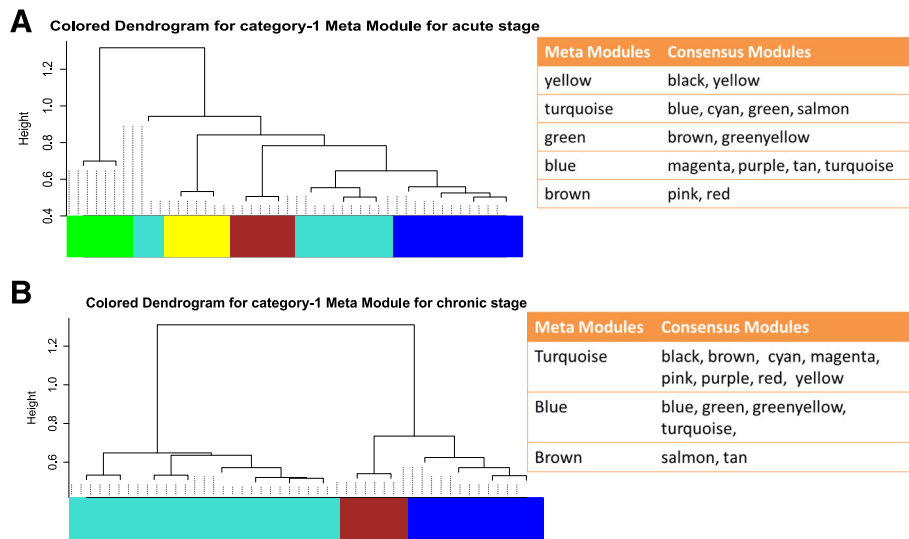 A
Colored Dendrogram for category-1 Meta Module for acute stage
Height
1.2
1.0
0.8
0.6
0.4
Meta Modules Consensus Modules
yellow black, yellow
turquoise blue, cyan, green, salmon
green brown, greenyellow
blue magenta, purple, tan, turquoise
brown pink, red
B
Colored Dendrogram for category-1 Meta Module for chronic stage
Height
1.2
1.0
0.8
0.6
Meta Modules Consensus Modules
Turquoise black, brown, cyan, magenta,
pink, purple, red, yellow
Blue blue, green, greenyellow,
turquoise,
Brown salmon, tan